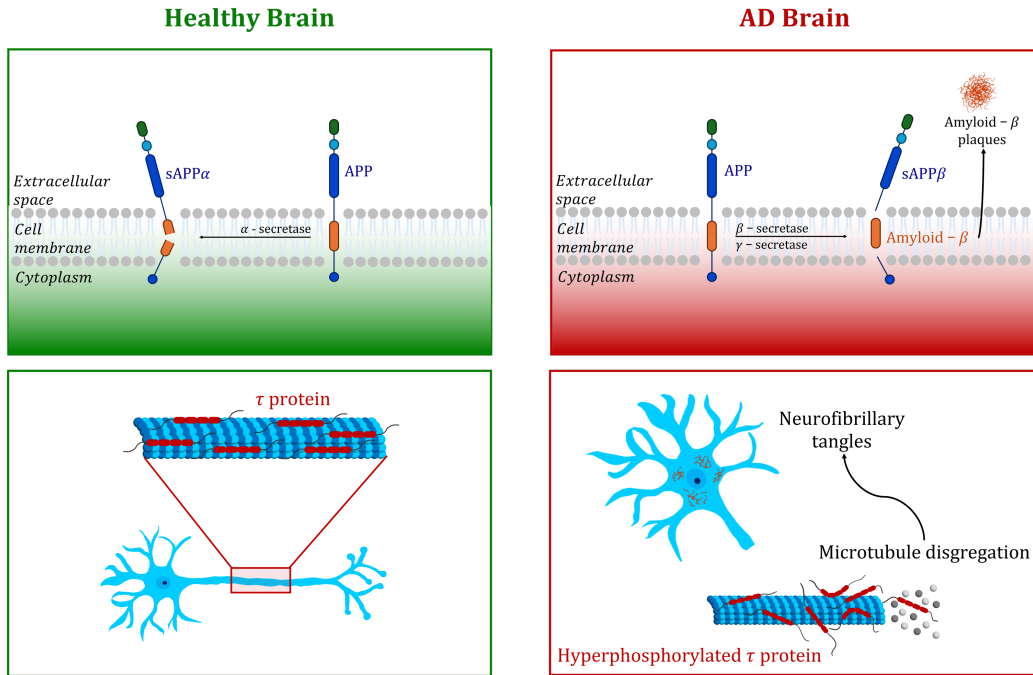 Healthy Brain
AD Brain
sAPPα
APP
Extracellular
space
Cell
membrane
Cytoplasm
α - secretase
Amyloid − β
plaques
APP
sAPPβ
Extracellular
space
Cell
membrane
Cytoplasm
β − secretase
γ − secretase
Amyloid − β
τ protein
Neurofibrillary
tangles
Microtubule disgregation
Hyperphosphorylated τ protein